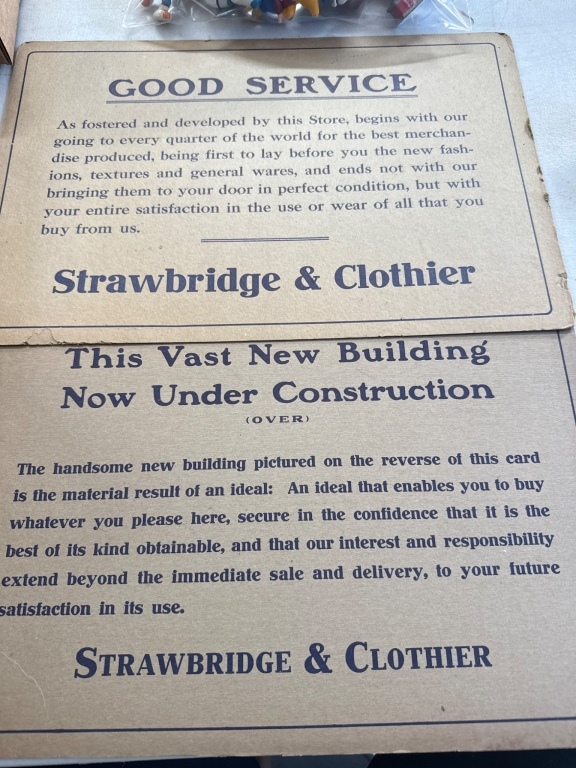 GOOD SERVICE
As fostered and developed by this Store, begins with our
going to every quarter of the world for the best merchan-
dise produced, being first to lay before you the new fash-
ions, textures and general wares, and ends not with our
bringing them to your door in perfect condition, but with
your entire satisfaction in the use or wear of all that you
buy from us.
Strawbridge & Clothier
This Vast New Building
Now Under Construction
(OVER)
The handsome new building pictured on the reverse of this card
is the material result of an ideal: An ideal that enables you to buy
whatever you please here, secure in the confidence that it is the
best of its kind obtainable, and that our interest and responsibility
extend beyond the immediate sale and delivery, to your future
satisfaction in its use.
STRAWBRIDGE & CLOTHIER